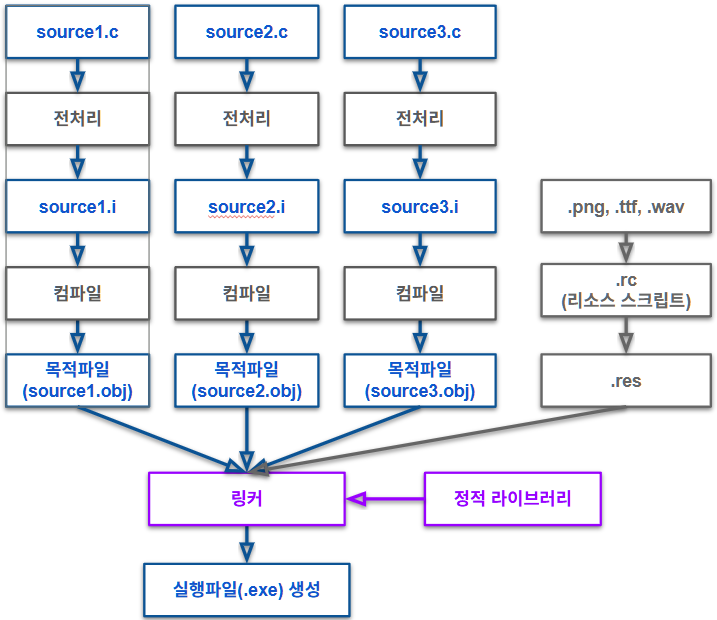 source1.c
source2.c
source3.c
전처리
전처리
전처리
source1.i
source2.i
source3.i
.png, .ttf, .wav
컴파일
컴파일
컴파일
.rc
(리소스 스크립트)
목적파일
(source1.obj)
목적파일
(source2.obj)
목적파일
(source3.obj)
.res
링커
정적 라이브러리
실행파일(.exe) 생성